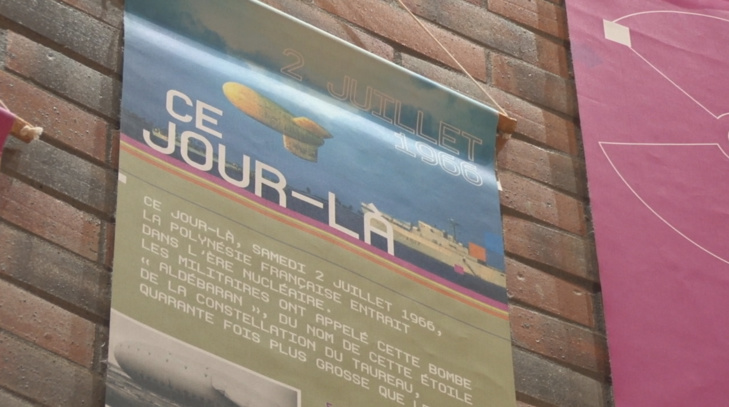 2 JUILLET
1966
CE
JOUR-LÀ
CE JOUR-LÀ, SAMEDI 2 JUILLET 1966,
LA POLYNÉSIE FRANÇAISE ENTRAIT
DANS L'ÈRE NUCLÉAIRE.
LES MILITAIRES ONT APPELÉ CETTE BOMBE
« ALDÉBARAN », DU NOM DE CETTE ÉTOILE
DE LA CONSTELLATION DU TAUREAU,
QUARANTE FOIS PLUS GROSSE QUE